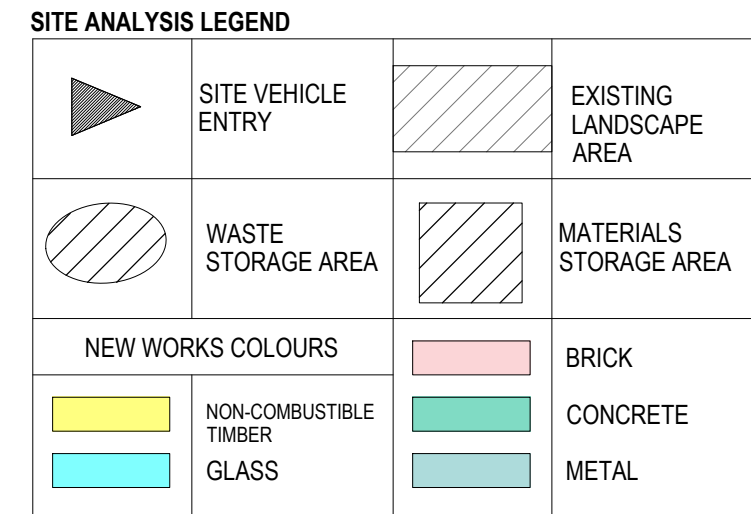 SITE ANALYSIS LEGEND
SITE VEHICLE
ENTRY
EXISTING
LANDSCAPE
AREA
WASTE
STORAGE AREA
MATERIALS
STORAGE AREA
NEW WORKS COLOURS
BRICK
NON-COMBUSTIBLE
TIMBER
CONCRETE
GLASS
METAL